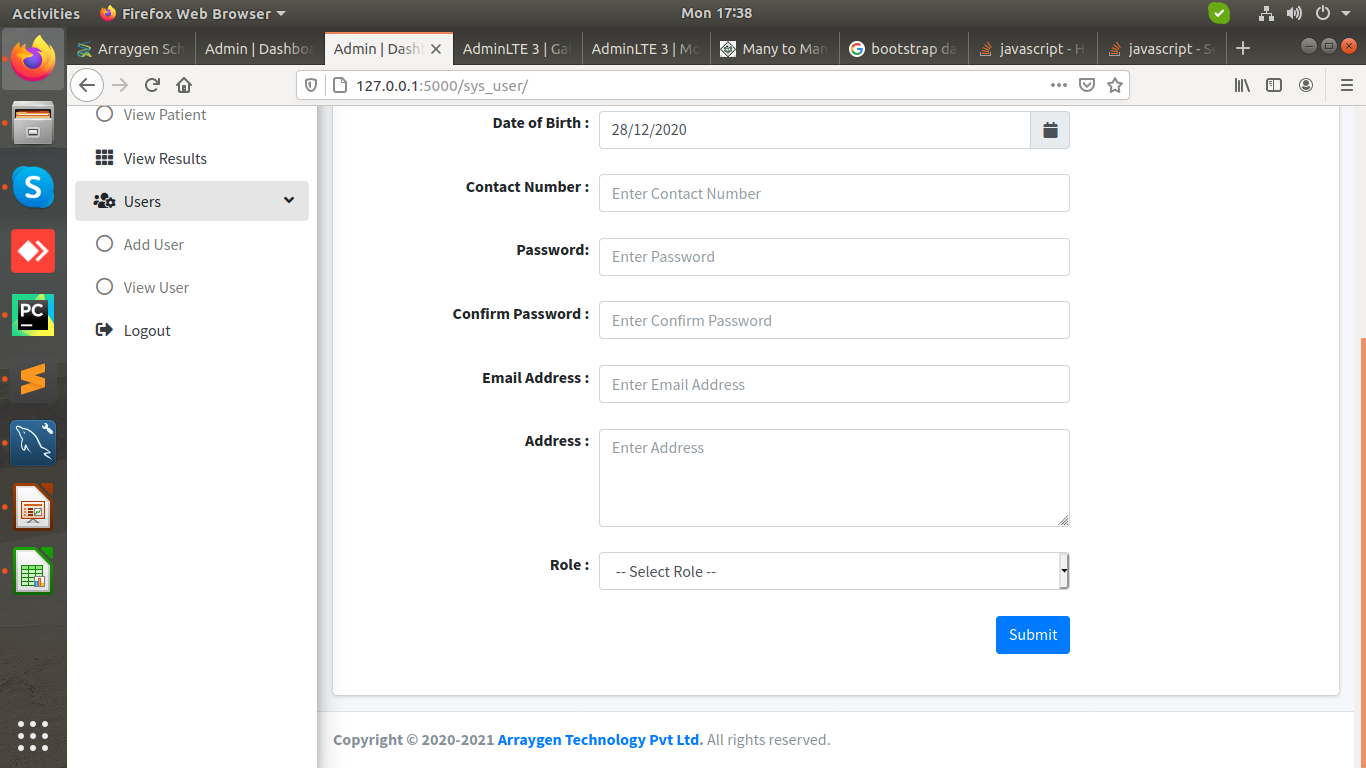 Activities
Firefox Web Browser
Mon 17:38
Arraygen Sch
Admin | Dashboa
Admin | Dash
AdminLTE 3 | Ga
AdminLTE 3 | Mo
Many to Man
bootstrap da
javascript - H
javascript - Se
127.0.0.1:5000/sys_user/
View Patient
View Results
Users
Add User
View User
Logout
Date of Birth :
28/12/2020
Contact Number :
Enter Contact Number
Password:
Enter Password
Confirm Password :
Enter Confirm Password
Email Address :
Enter Email Address
Address :
Enter Address
Role :
-- Select Role --
Submit
Copyright © 2020-2021 Arraygen Technology Pvt Ltd. All rights reserved.
S
PC